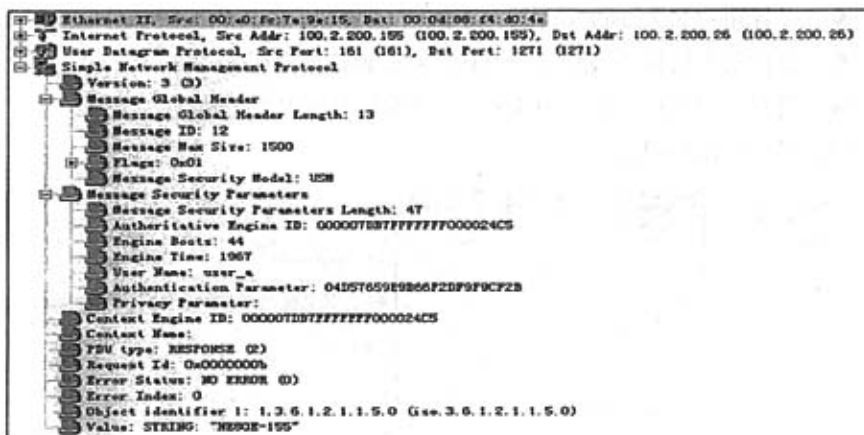 Ethernet II, Src: 00:e0:fc:7e:9e:15, Dst: 00:0d:88:f4:d0:4e
Internet Protocol, Src Addr: 100.2.200.155 (100.2.200.155), Dst Addr: 100.2.200.26 (100.2.200.26)
User Datagram Protocol, Src Port: 161 (161), Dst Port: 1271 (1271)
Simple Network Management Protocol
Version: 3 (3)
Message Global Header
Message Global Header Length: 13
Message ID: 12
Message Max Size: 1500
Flags: 0x01
Message Security Model: USM
Message Security Parameters
Message Security Parameters Length: 47
Authoritative Engine ID: 000007DB7FFFFFFF000024C5
Engine Boots: 44
Engine Time: 1967
User Name: user_a
Authentication Parameter:
Privacy Parameter:
Context Engine ID: 000007DB7FFFFFFF000024C5
Context Name:
PDU type: RESPONSE (2)
Request Id: 0x0000000b
Error Status: NO ERROR (0)
Error Index: 0
Object identifier 1: 1.3.6.1.2.1.1.5.0 (iso.3.6.1.2.1.1.5.0)
Value: STRING: "NE80E-155"